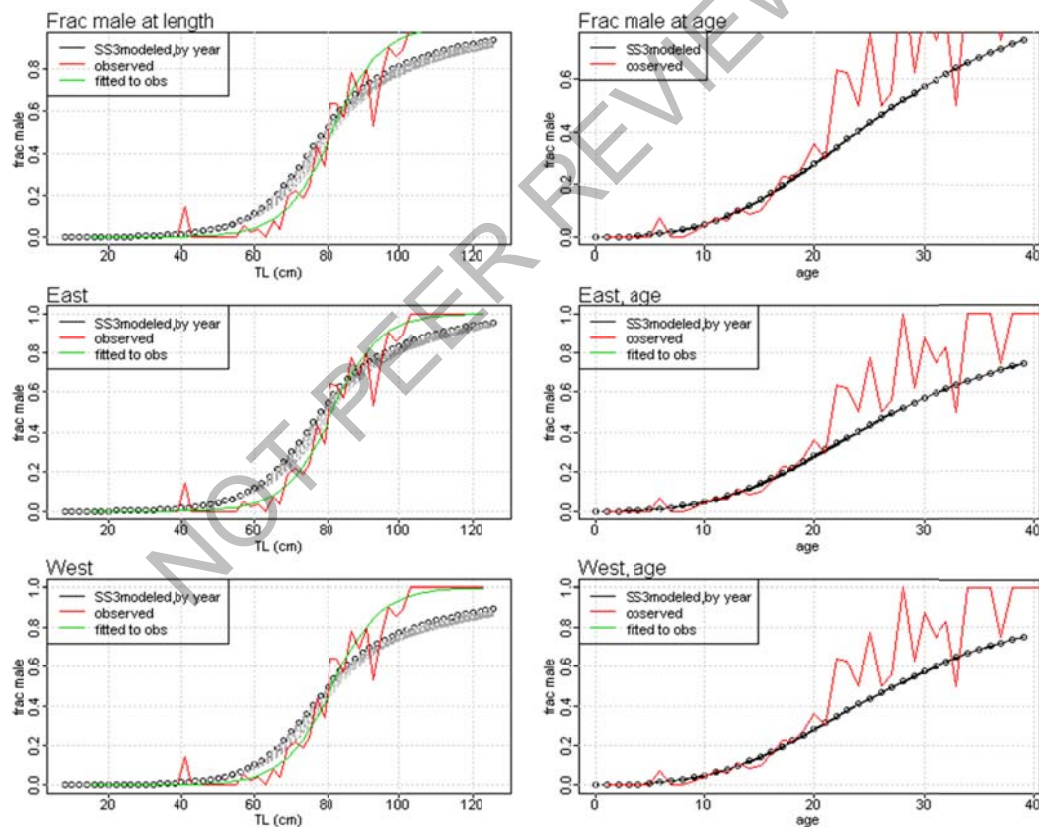 Frac male at length
SS3modeled,by year
observed
fitted to obs
frac male
0.0 0.2 0.4 0.6 0.8
20 40 60 80 100 120
TL (cm)
Frac male at age
SS3modeled
observed
frac male
0.0 0.2 0.4 0.6
0 10 20 30 40
age
East
SS3modeled,by year
observed
fitted to obs
frac male
0.0 0.2 0.4 0.6 0.8 1.0
20 40 60 80 100 120
TL (cm)
East, age
SS3modeled,by year
observed
fitted to obs
frac male
0.0 0.2 0.4 0.6 0.8 1.0
0 10 20 30 40
age
West
SS3modeled,by year
observed
fitted to obs
frac male
0.0 0.2 0.4 0.6 0.8 1.0
20 40 60 80 100 120
TL (cm)
West, age
SS3modeled,by year
observed
fitted to obs
frac male
0.0 0.2 0.4 0.6 0.8 1.0
0 10 20 30 40
age
NOT PEER REVIEW